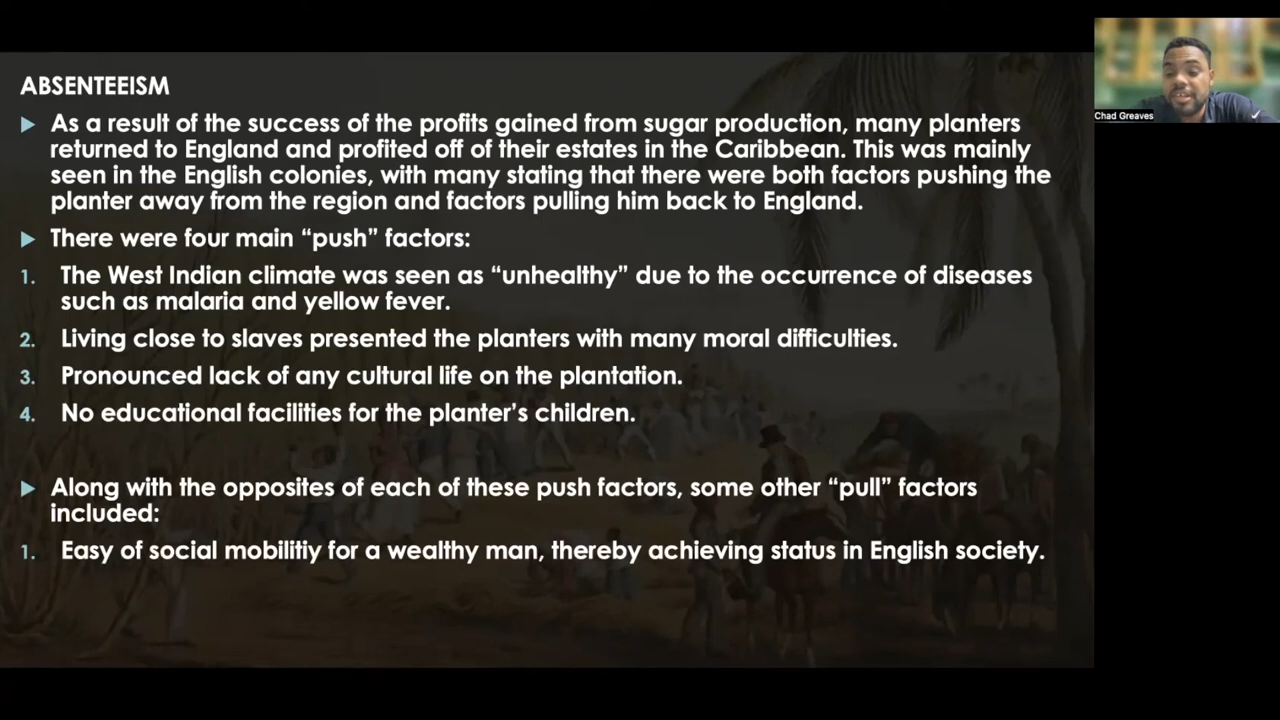 ABSENTEEISM
▶ As a result of the success of the profits gained from sugar production, many planters
returned to England and profited off of their estates in the Caribbean. This was mainly
seen in the English colonies, with many stating that there were both factors pushing the
planter away from the region and factors pulling him back to England.
▶ There were four main “push” factors:
1. The West Indian climate was seen as “unhealthy” due to the occurrence of diseases
such as malaria and yellow fever.
2. Living close to slaves presented the planters with many moral difficulties.
3. Pronounced lack of any cultural life on the plantation.
4. No educational facilities for the planter’s children.
▶ Along with the opposites of each of these push factors, some other “pull” factors
included:
1. Easy of social mobilitiy for a wealthy man, thereby achieving status in English society.
Chad Greaves